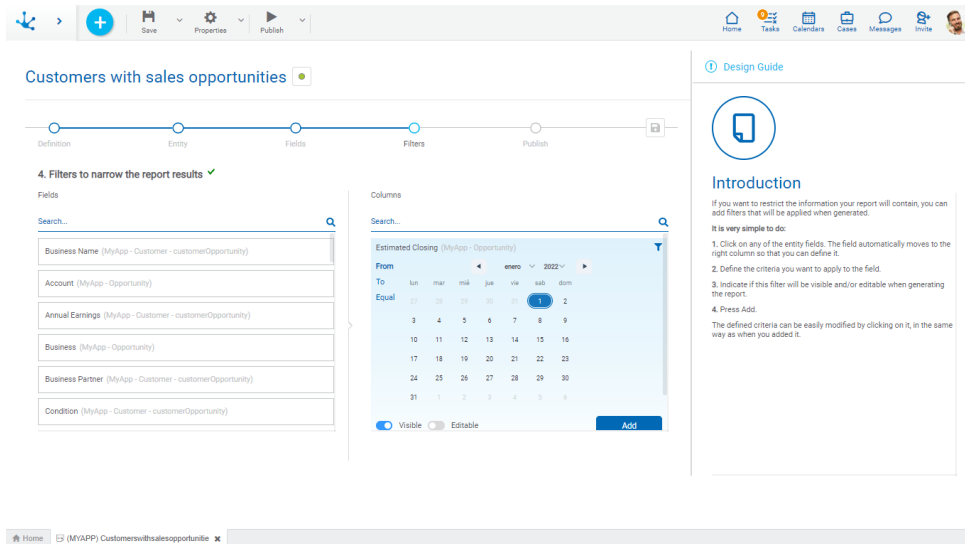 Save
Properties
Publish
Home
9
Tasks
Calendars
Cases
Messages
Invite
Customers with sales opportunities
Definition
Entity
Fields
Filters
Publish
4. Filters to narrow the report results
Fields
Search...
Business Name (MyApp - Customer - customerOpportunity)
Account (MyApp - Opportunity)
Annual Earnings (MyApp - Customer - customerOpportunity)
Business (MyApp - Opportunity)
Business Partner (MyApp - Customer - customerOpportunity)
Condition (MyApp - Customer - customerOpportunity)
Columns
Search...
Estimated Closing (MyApp - Opportunity)
From
To
Equal
enero 2022
lun mar mié jue vie sab dom
27 28 29 30 31 1 2
3 4 5 6 7 8 9
10 11 12 13 14 15 16
17 18 19 20 21 22 23
24 25 26 27 28 29 30
31 1 2 3 4 5 6
Visible Editable Add
Design Guide
Introduction
If you want to restrict the information your report will contain, you can
add filters that will be applied when generated.
It is very simple to do:
1. Click on any of the entity fields. The field automatically moves to the
right column so that you can define it.
2. Define the criteria you want to apply to the field.
3. Indicate if this filter will be visible and/or editable when generating
the report.
4. Press Add.
The defined criteria can be easily modified by clicking on it, in the same
way as when you added it.
Home (MYAPP) Customerswithsalesopportunitie